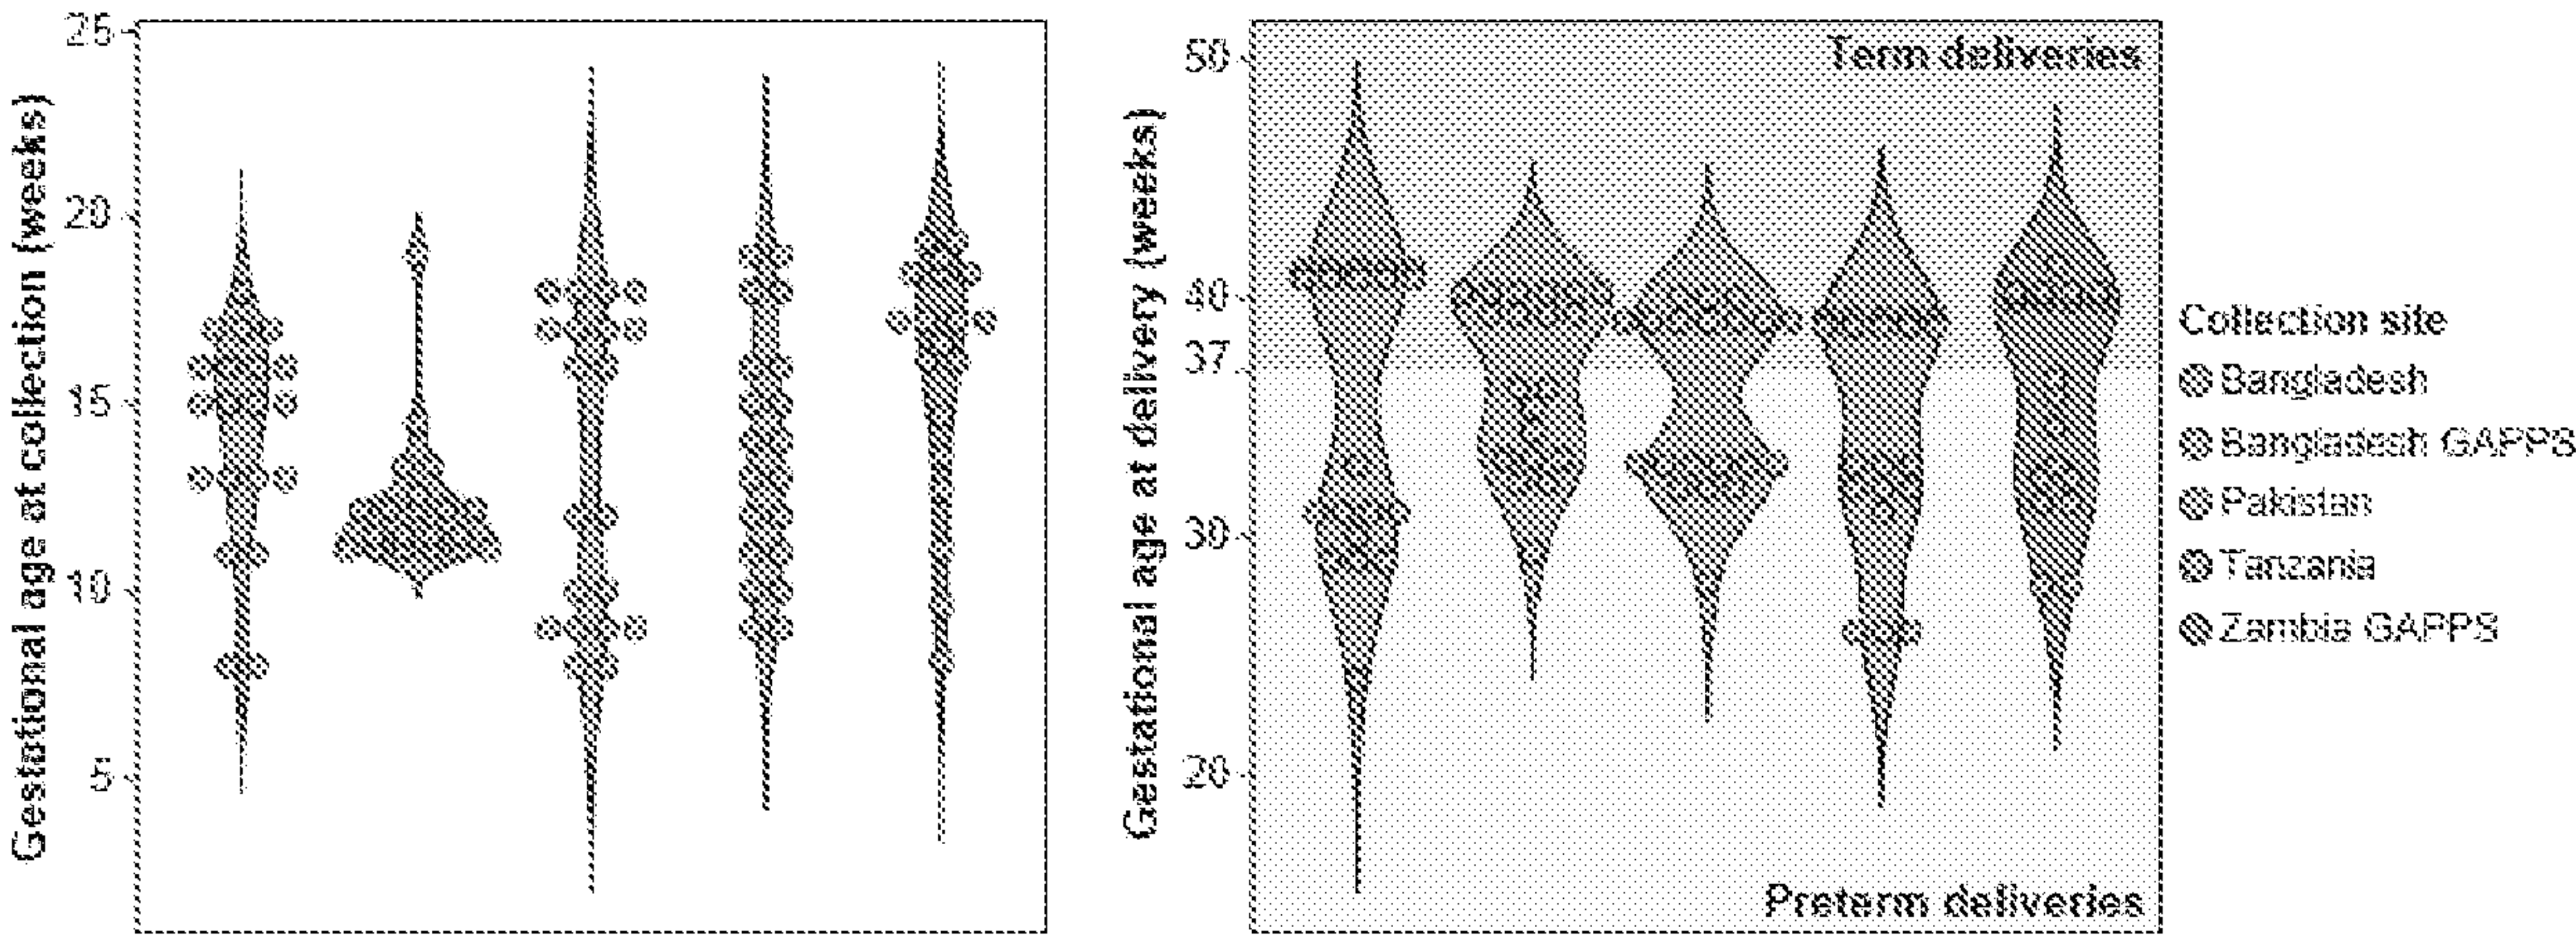 Gestational age at collection (weeks)
25
20
15
10
5
Gestational age at delivery (weeks)
50
40
37
30
20
Term deliveries
Preterm deliveries
Collection site
Bangladesh
Bangladesh GAPPS
Pakistan
Tanzania
Zambia GAPPS